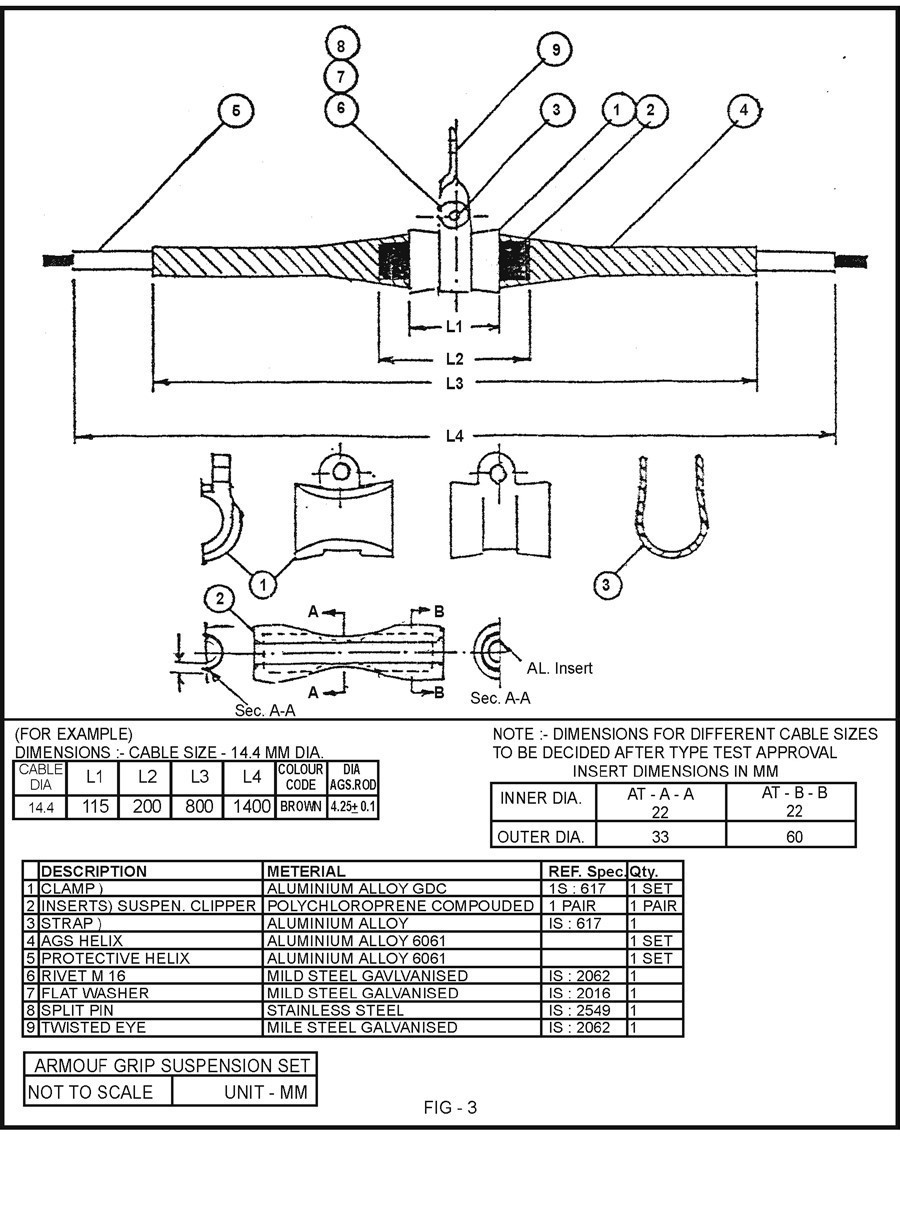 8
9
7
5
6
3
1
2
4
L1
L2
L3
L4
1
3
2
A
B
AL. Insert
A
B
Sec. A-A
Sec. A-A
(FOR EXAMPLE)
DIMENSIONS :- CABLE SIZE - 14.4 MM DIA.
CABLE DIA L1 L2 L3 L4 COLOUR CODE DIA AGS.ROD
14.4 115 200 800 1400 BROWN 4.25± 0.1
NOTE :- DIMENSIONS FOR DIFFERENT CABLE SIZES
TO BE DECIDED AFTER TYPE TEST APPROVAL
INSERT DIMENSIONS IN MM
INNER DIA. AT - A - A 22 AT - B - B 22
OUTER DIA. 33 60
DESCRIPTION METERIAL REF. Spec. Qty.
1 CLAMP ) ALUMINIUM ALLOY GDC 1S : 617 1 SET
2 INSERTS) SUSPEN. CLIPPER POLYCHLOROPRENE COMPOUDED 1 PAIR 1 PAIR
3 STRAP ) ALUMINIUM ALLOY IS : 617 1
4 AGS HELIX ALUMINIUM ALLOY 6061 1 SET
5 PROTECTIVE HELIX ALUMINIUM ALLOY 6061 1 SET
6 RIVET M 16 MILD STEEL GAVLVANISED IS : 2062 1
7 FLAT WASHER MILD STEEL GALVANISED IS : 2016 1
8 SPLIT PIN STAINLESS STEEL IS : 2549 1
9 TWISTED EYE MILE STEEL GALVANISED IS : 2062 1
ARMOUF GRIP SUSPENSION SET
NOT TO SCALE UNIT - MM
FIG - 3